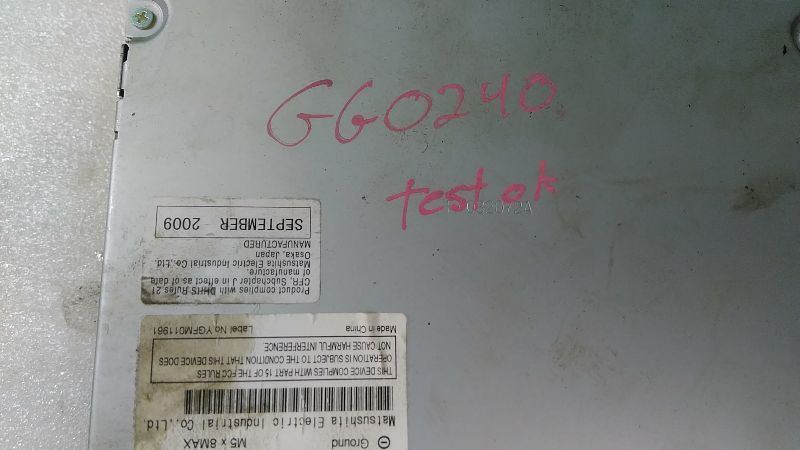 GG0240
test ok
Ground M5 x 8MAX
Matsushita Electric Industrial Co.,Ltd.
THIS DEVICE COMPLIES WITH PART 15 OF THE FCC RULES
OPERATION IS SUBJECT TO THE CONDITION THAT THIS DEVICE DOES
NOT CAUSE HARMFUL INTERFERENCE
Label No YGFM011961 Made in China
Product complies with DHHS Rules 21
CFR, Subchapter J in effect as of date
of manufacture.
Matsushita Electric Industrial Co., Ltd.
Osaka, Japan
MANUFACTURED
SEPTEMBER - 2009